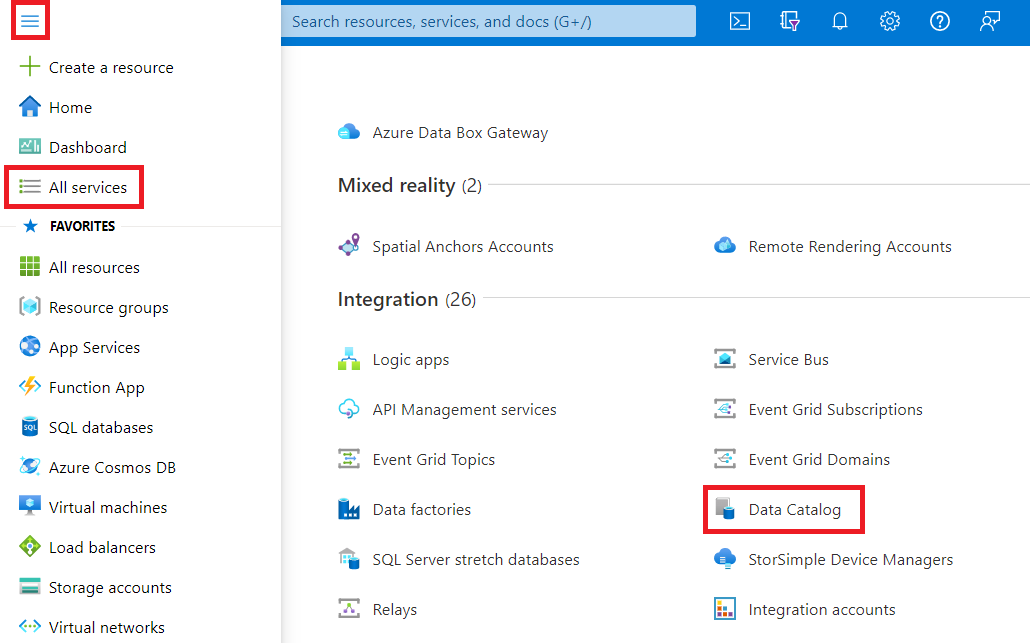 Search resources, services, and docs (G+/)
Create a resource
Home
Dashboard
All services
FAVORITES
All resources
Resource groups
App Services
Function App
SQL databases
Azure Cosmos DB
Virtual machines
Load balancers
Storage accounts
Virtual networks
Azure Data Box Gateway
Mixed reality (2)
Spatial Anchors Accounts
Remote Rendering Accounts
Integration (26)
Logic apps
Service Bus
API Management services
Event Grid Subscriptions
Event Grid Topics
Event Grid Domains
Data factories
Data Catalog
SQL Server stretch databases
StorSimple Device Managers
Relays
Integration accounts